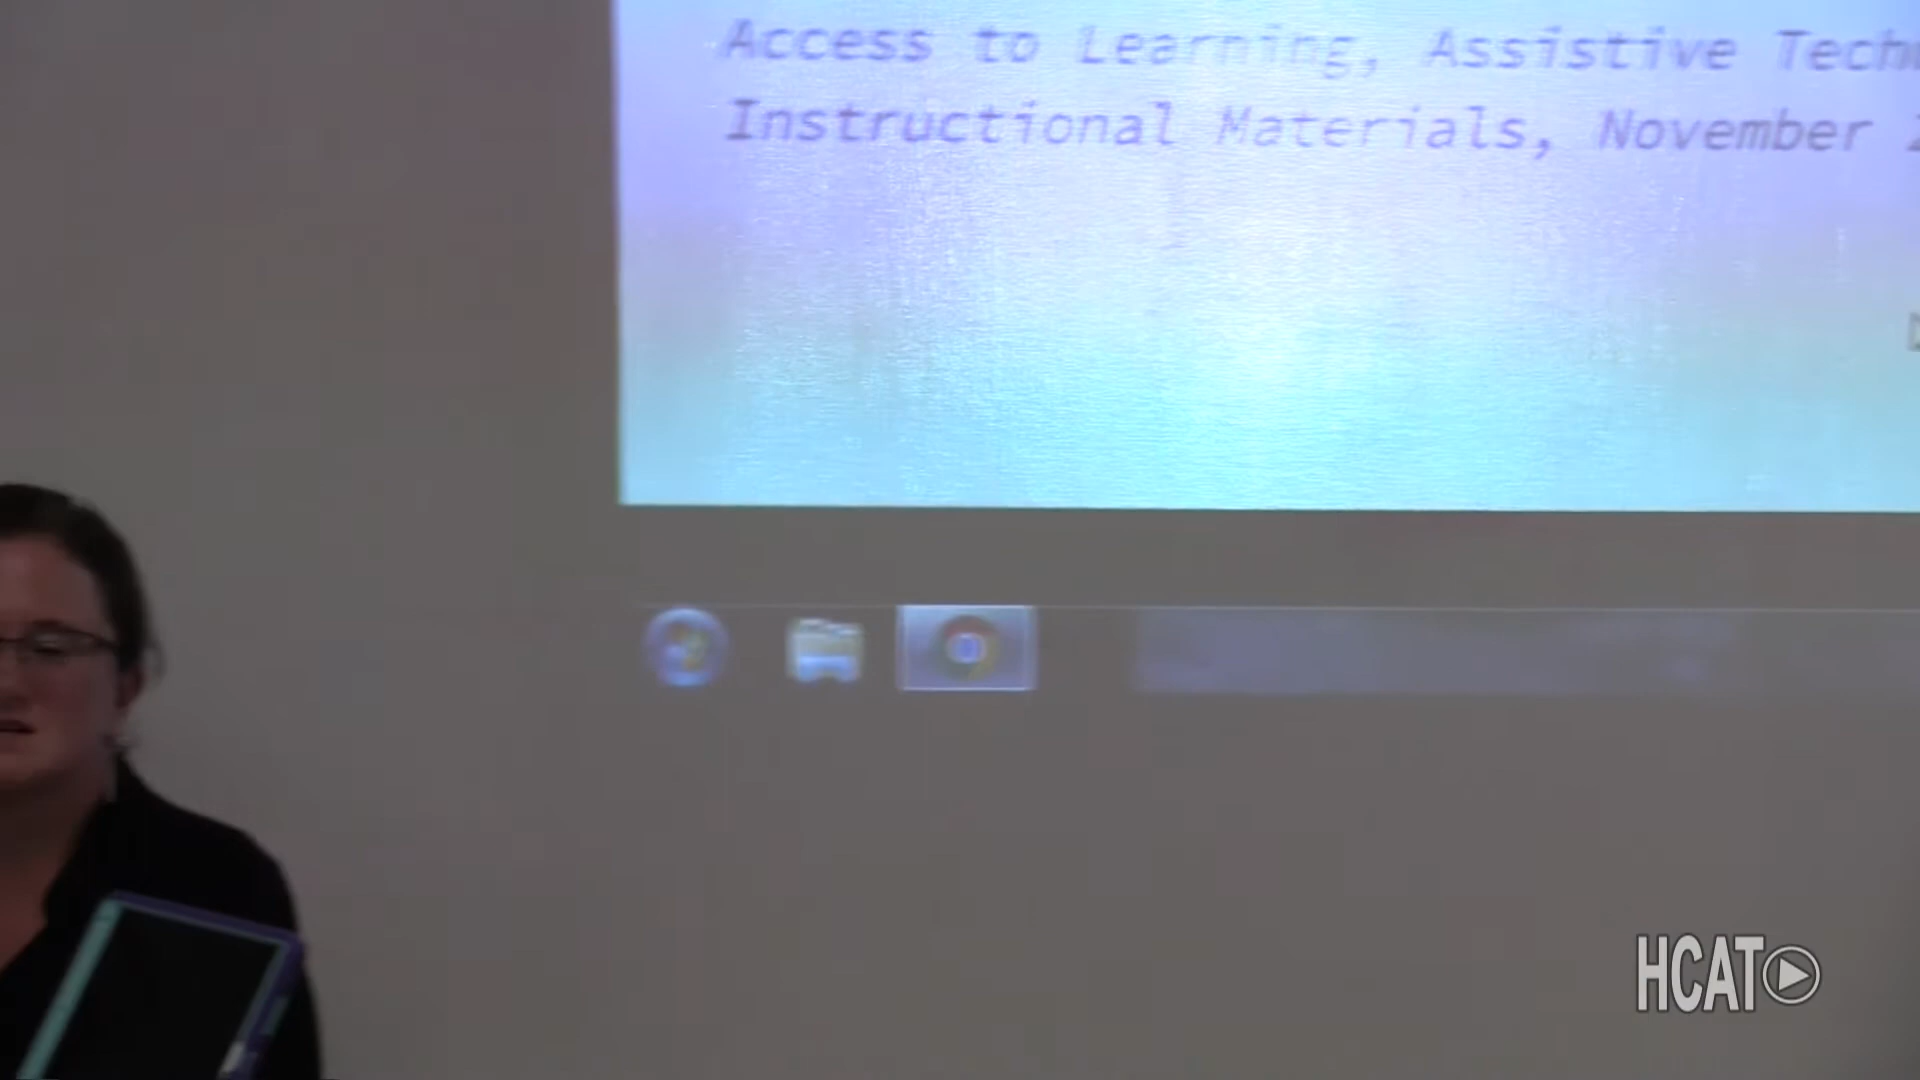 Access to Learning, Assistive Tech
Instructional Materials, November
HCAT